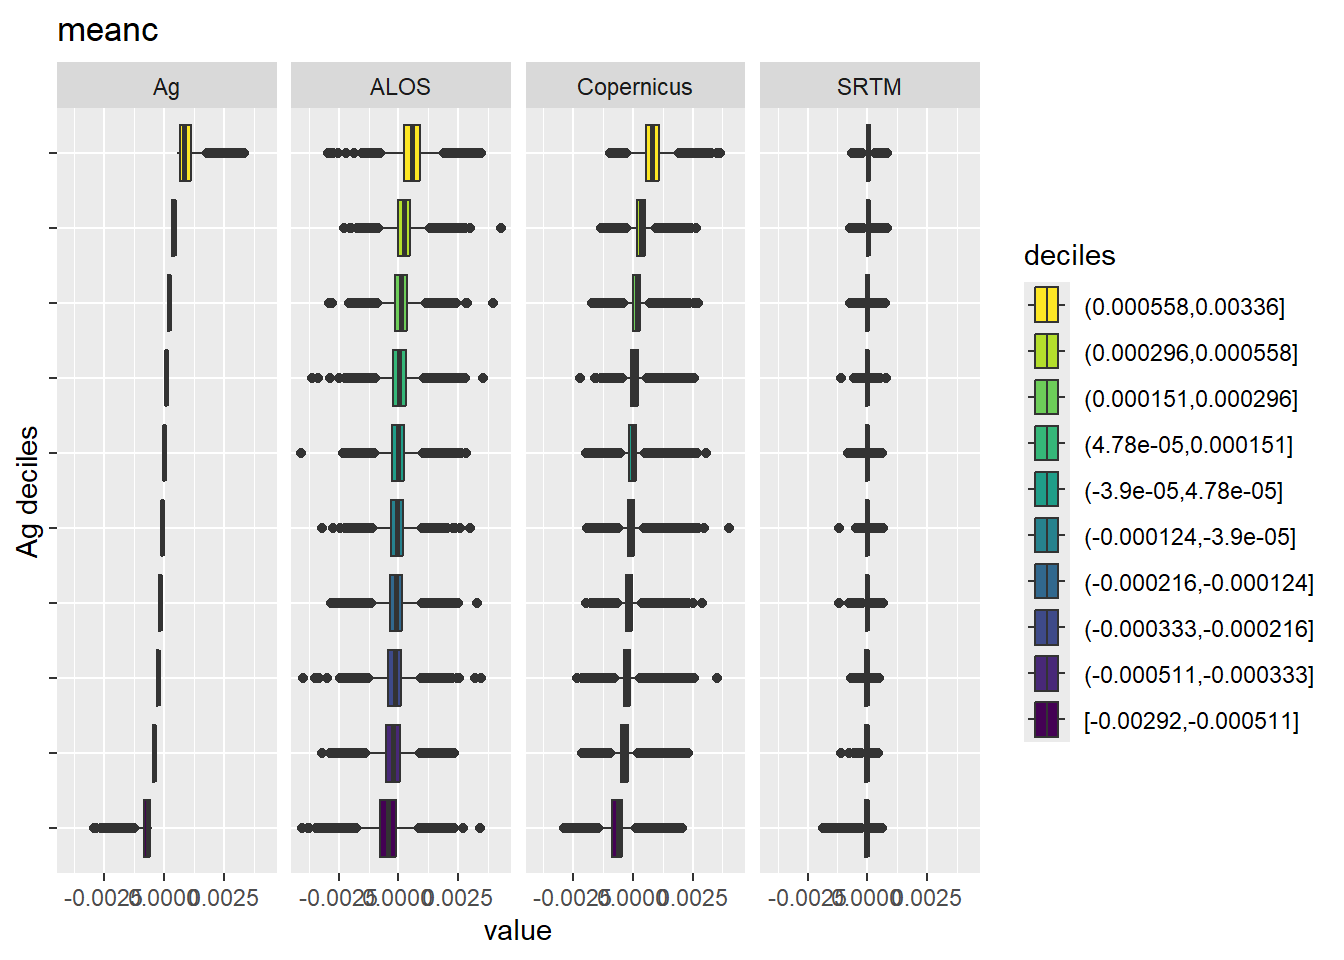 meanc
Ag ALOS Copernicus SRTM
Ag deciles
-0.0025 0.0000 0.0025 -0.0025 0.0000 0.0025 -0.0025 0.0000 0.0025 -0.0025 0.0000 0.0025
value
deciles
(0.000558,0.00336]
(0.000296,0.000558]
(0.000151,0.000296]
(4.78e-05,0.000151]
(-3.9e-05,4.78e-05]
(-0.000124,-3.9e-05]
(-0.000216,-0.000124]
(-0.000333,-0.000216]
(-0.000511,-0.000333]
[-0.00292,-0.000511]